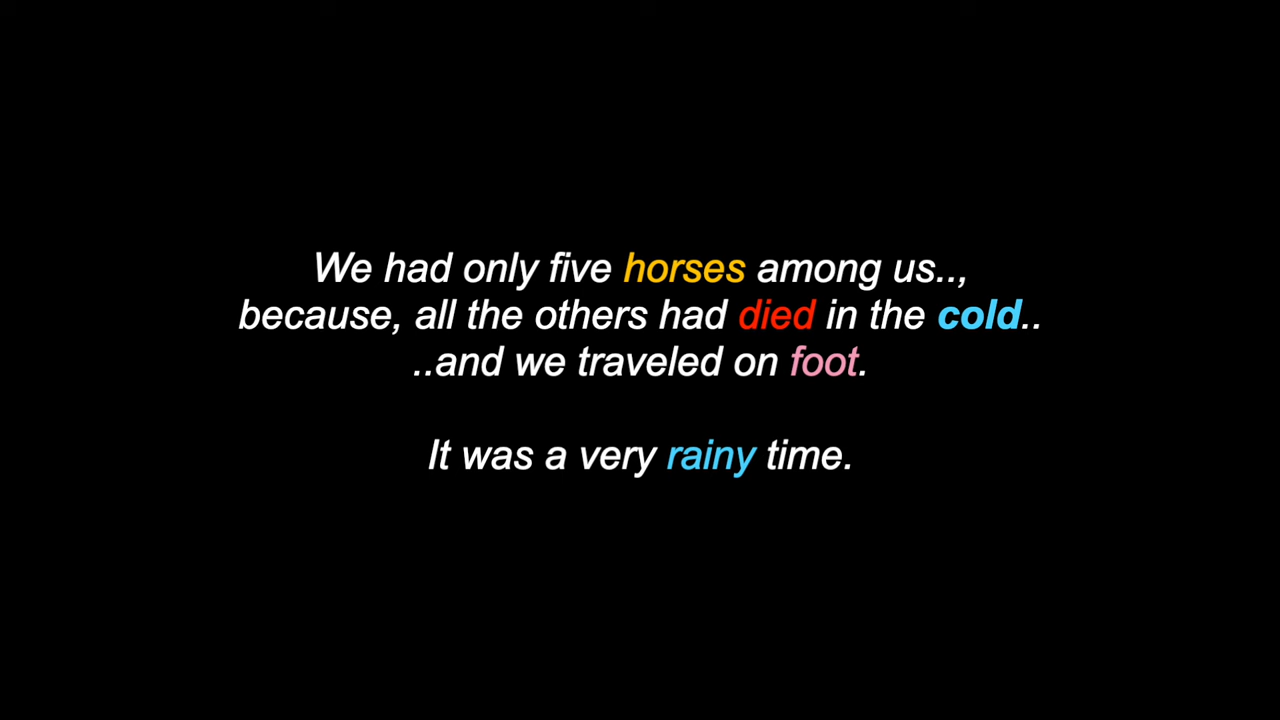 We had only five horses among us..,
because, all the others had died in the cold..
..and we traveled on foot.
It was a very rainy time.